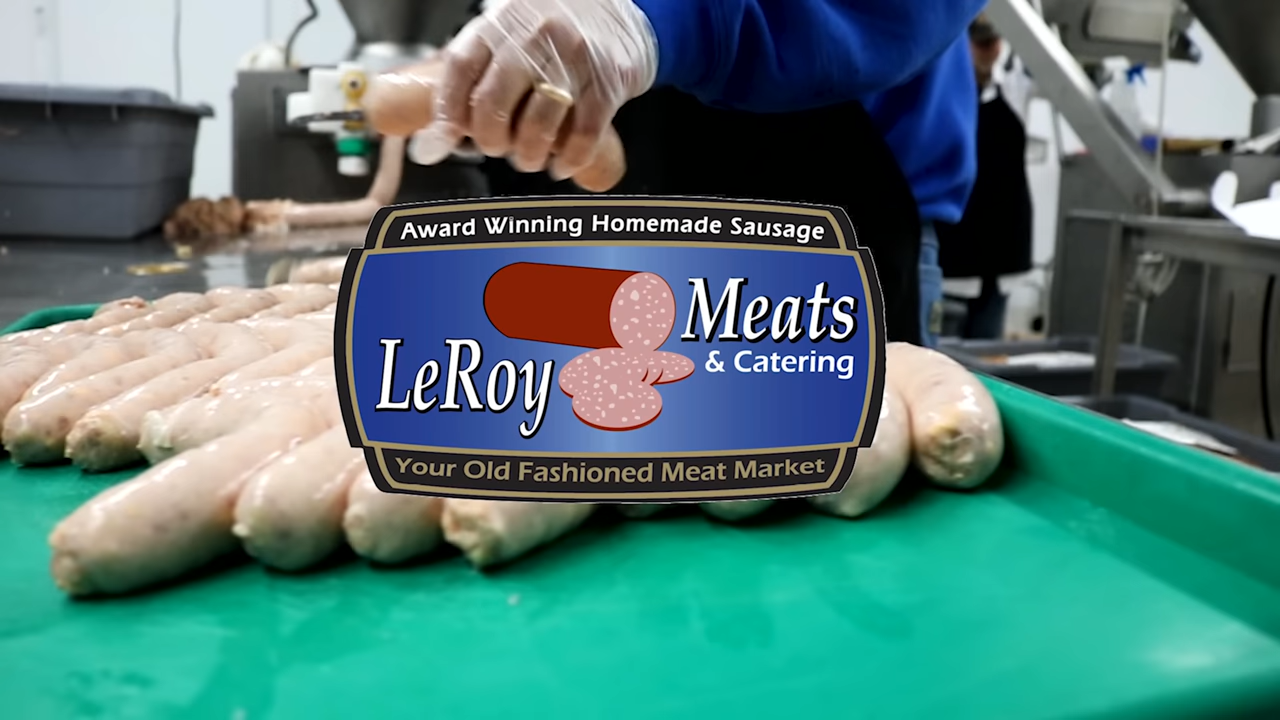 Award Winning Homemade Sausage
LeRoy Meats
& Catering
Your Old Fashioned Meat Market